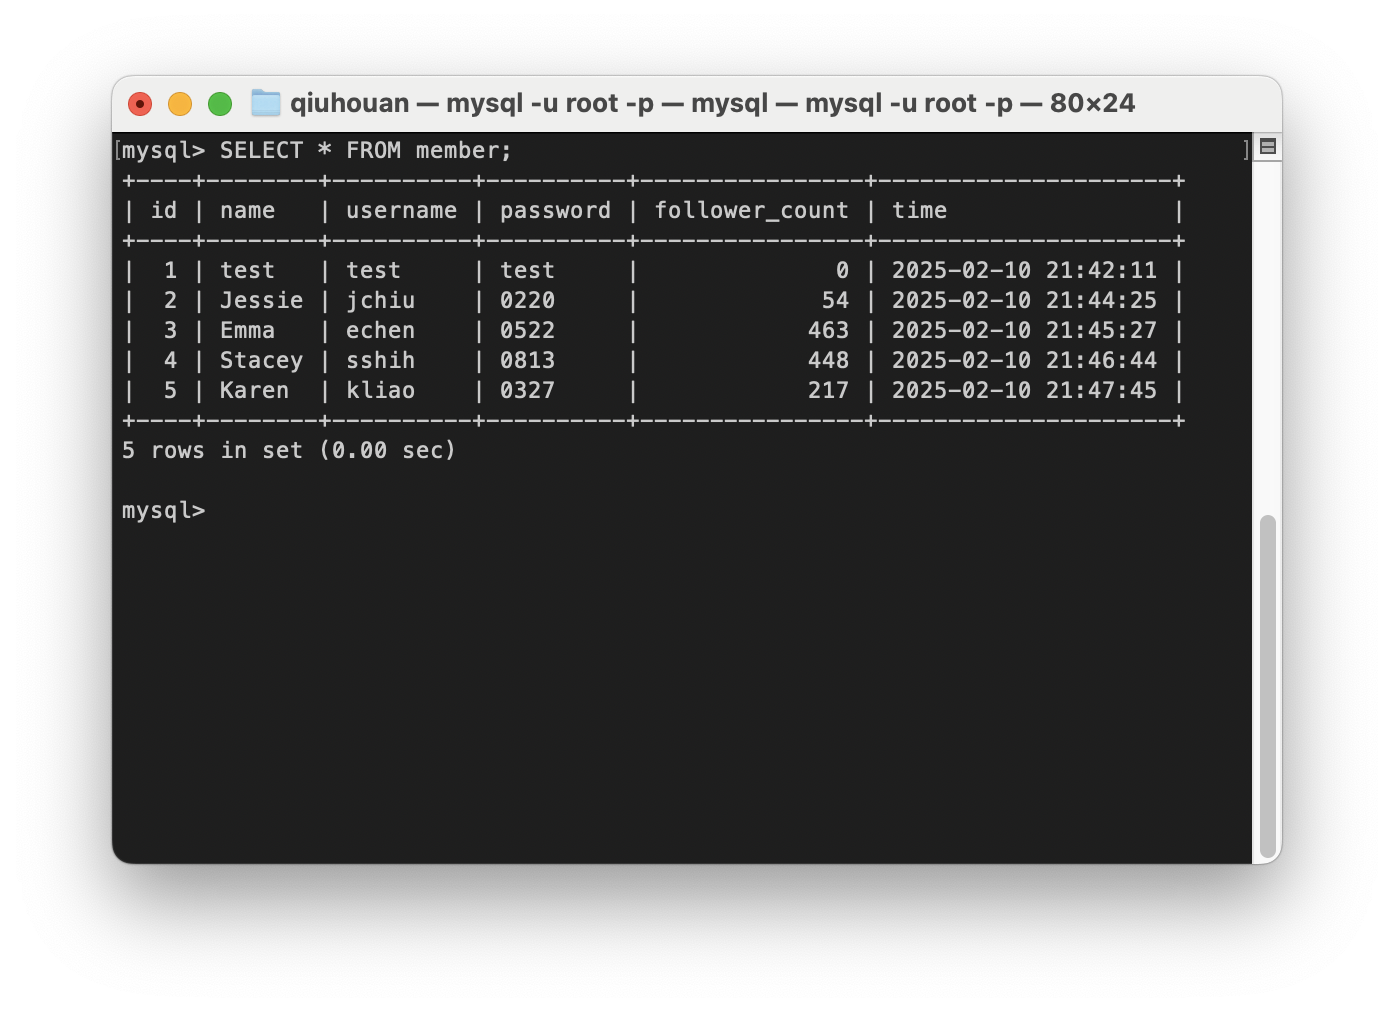 qiuhouan — mysql -u root -p — mysql — mysql -u root -p — 80×24
[mysql> SELECT * FROM member; ]
+----+--------+----------+----------+----------------+---------------------+
| id | name   | username | password | follower_count | time                |
+----+--------+----------+----------+----------------+---------------------+
|  1 | test   | test     | test     |              0 | 2025-02-10 21:42:11 |
|  2 | Jessie | jchiu    | 0220     |             54 | 2025-02-10 21:44:25 |
|  3 | Emma   | echen    | 0522     |            463 | 2025-02-10 21:45:27 |
|  4 | Stacey | sshih    | 0813     |            448 | 2025-02-10 21:46:44 |
|  5 | Karen  | kliao    | 0327     |            217 | 2025-02-10 21:47:45 |
+----+--------+----------+----------+----------------+---------------------+
5 rows in set (0.00 sec)
mysql>